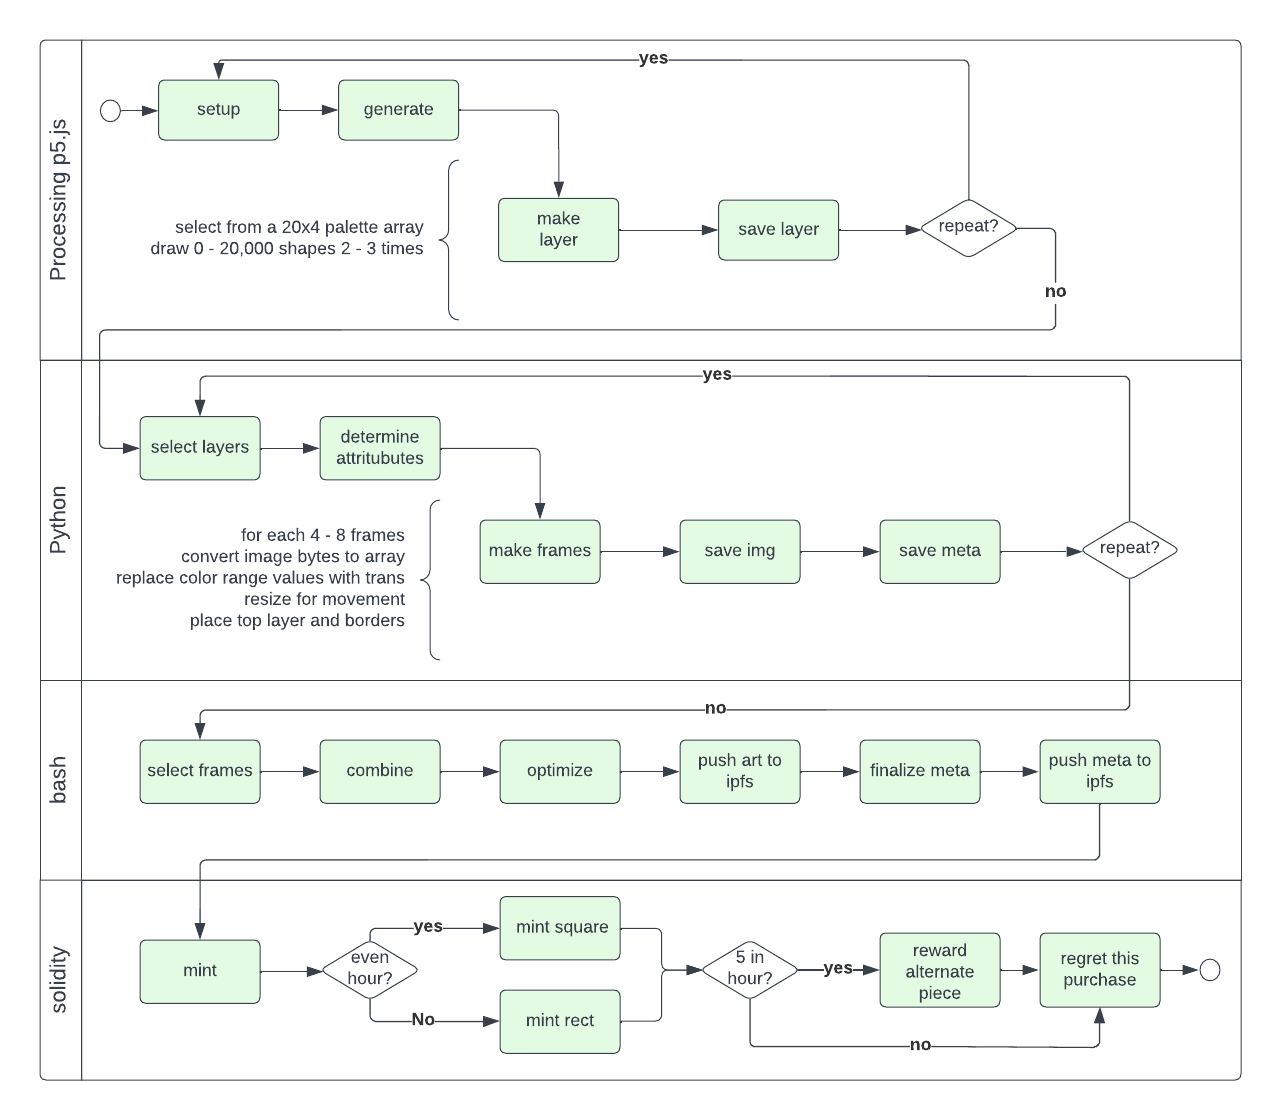 Processing p5.js
yes
setup
generate
select from a 20x4 palette array
draw 0 - 20,000 shapes 2 - 3 times
make
layer
save layer
repeat?
no
Python
yes
select layers
determine
attritubutes
for each 4 - 8 frames
convert image bytes to array
replace color range values with trans
resize for movement
place top layer and borders
make frames
save img
save meta
repeat?
bash
no
select frames
combine
optimize
push art to
ipfs
finalize meta
push meta to
ipfs
solidity
mint
even
hour?
yes
mint square
No
mint rect
5 in
hour?
yes
reward
alternate
piece
regret this
purchase
no